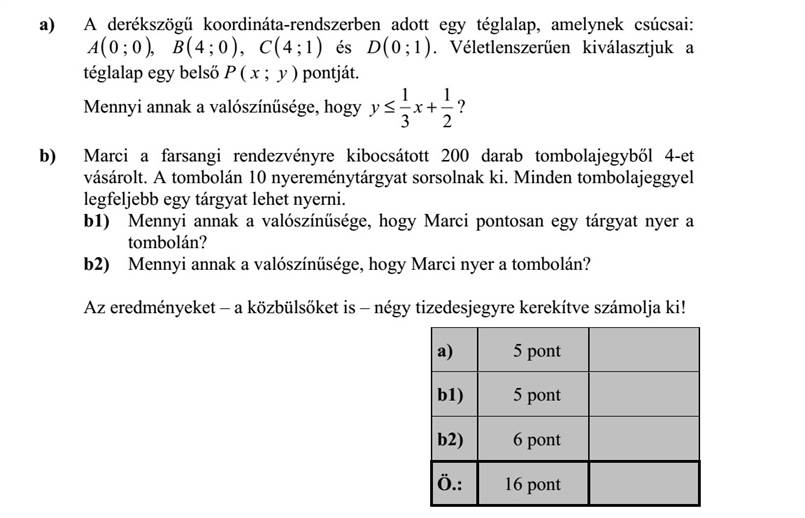 a) A derékszögű koordináta-rendszerben adott egy téglalap, amelynek csúcsai:
A(0;0), B(4;0), C(4;1) és D(0;1). Véletlenszerűen kiválasztjuk a
téglalap egy belső P ( x ; y ) pontját.
Mennyi annak a valószínűsége, hogy y ≤ 1/3 x + 1/2 ?
b) Marci a farsangi rendezvényre kibocsátott 200 darab tombolajegyből 4-et
vásárolt. A tombolán 10 nyereménytárgyat sorsolnak ki. Minden tombolajeggyel
legfeljebb egy tárgyat lehet nyerni.
b1) Mennyi annak a valószínűsége, hogy Marci pontosan egy tárgyat nyer a
tombolán?
b2) Mennyi annak a valószínűsége, hogy Marci nyer a tombolán?
Az eredményeket – a közbülsőket is – négy tizedesjegyre kerekítve számolja ki!
a) 5 pont
b1) 5 pont
b2) 6 pont
Ö.: 16 pont